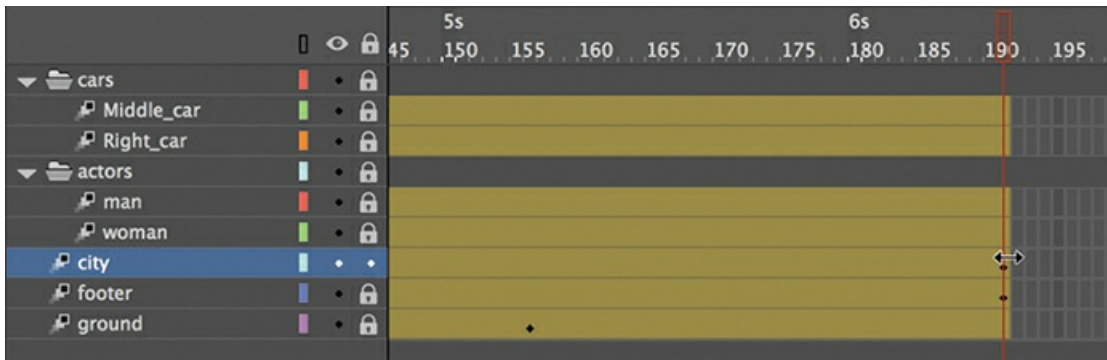 5s 6s
45 150 155 160 165 170 175 180 185 190 195
cars
Middle_car
Right_car
actors
man
woman
city
footer
ground